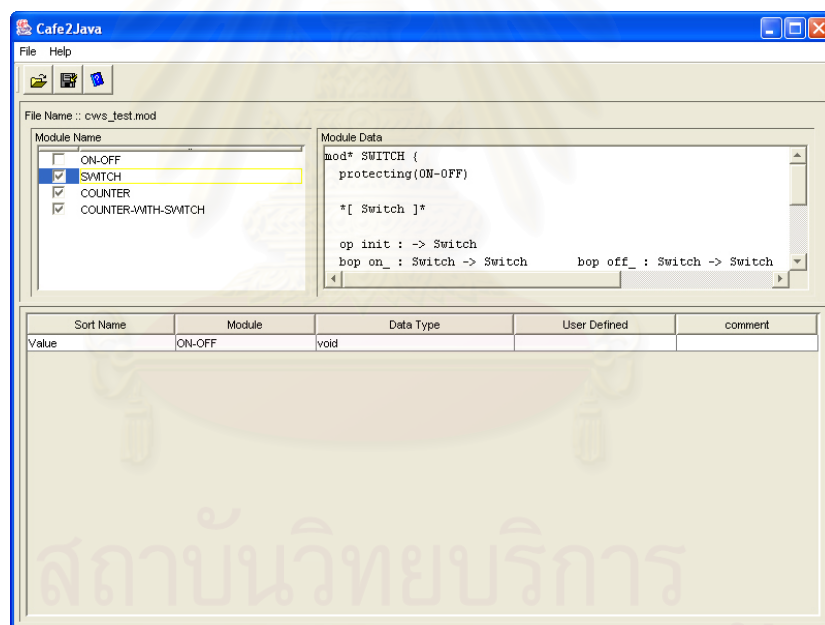 Cafe2Java
File Help
File Name :: cws_test.mod
Module Name
ON-OFF
SWITCH
COUNTER
COUNTER-WITH-SWITCH
Module Data
mod* SWITCH {
protecting(ON-OFF)
*[ Switch ]*
op init : -> Switch
bop on_ : Switch -> Switch bop off_ : Switch -> Switch
Sort Name Module Data Type User Defined comment
Value ON-OFF void
สถาบันวิทยบริการ